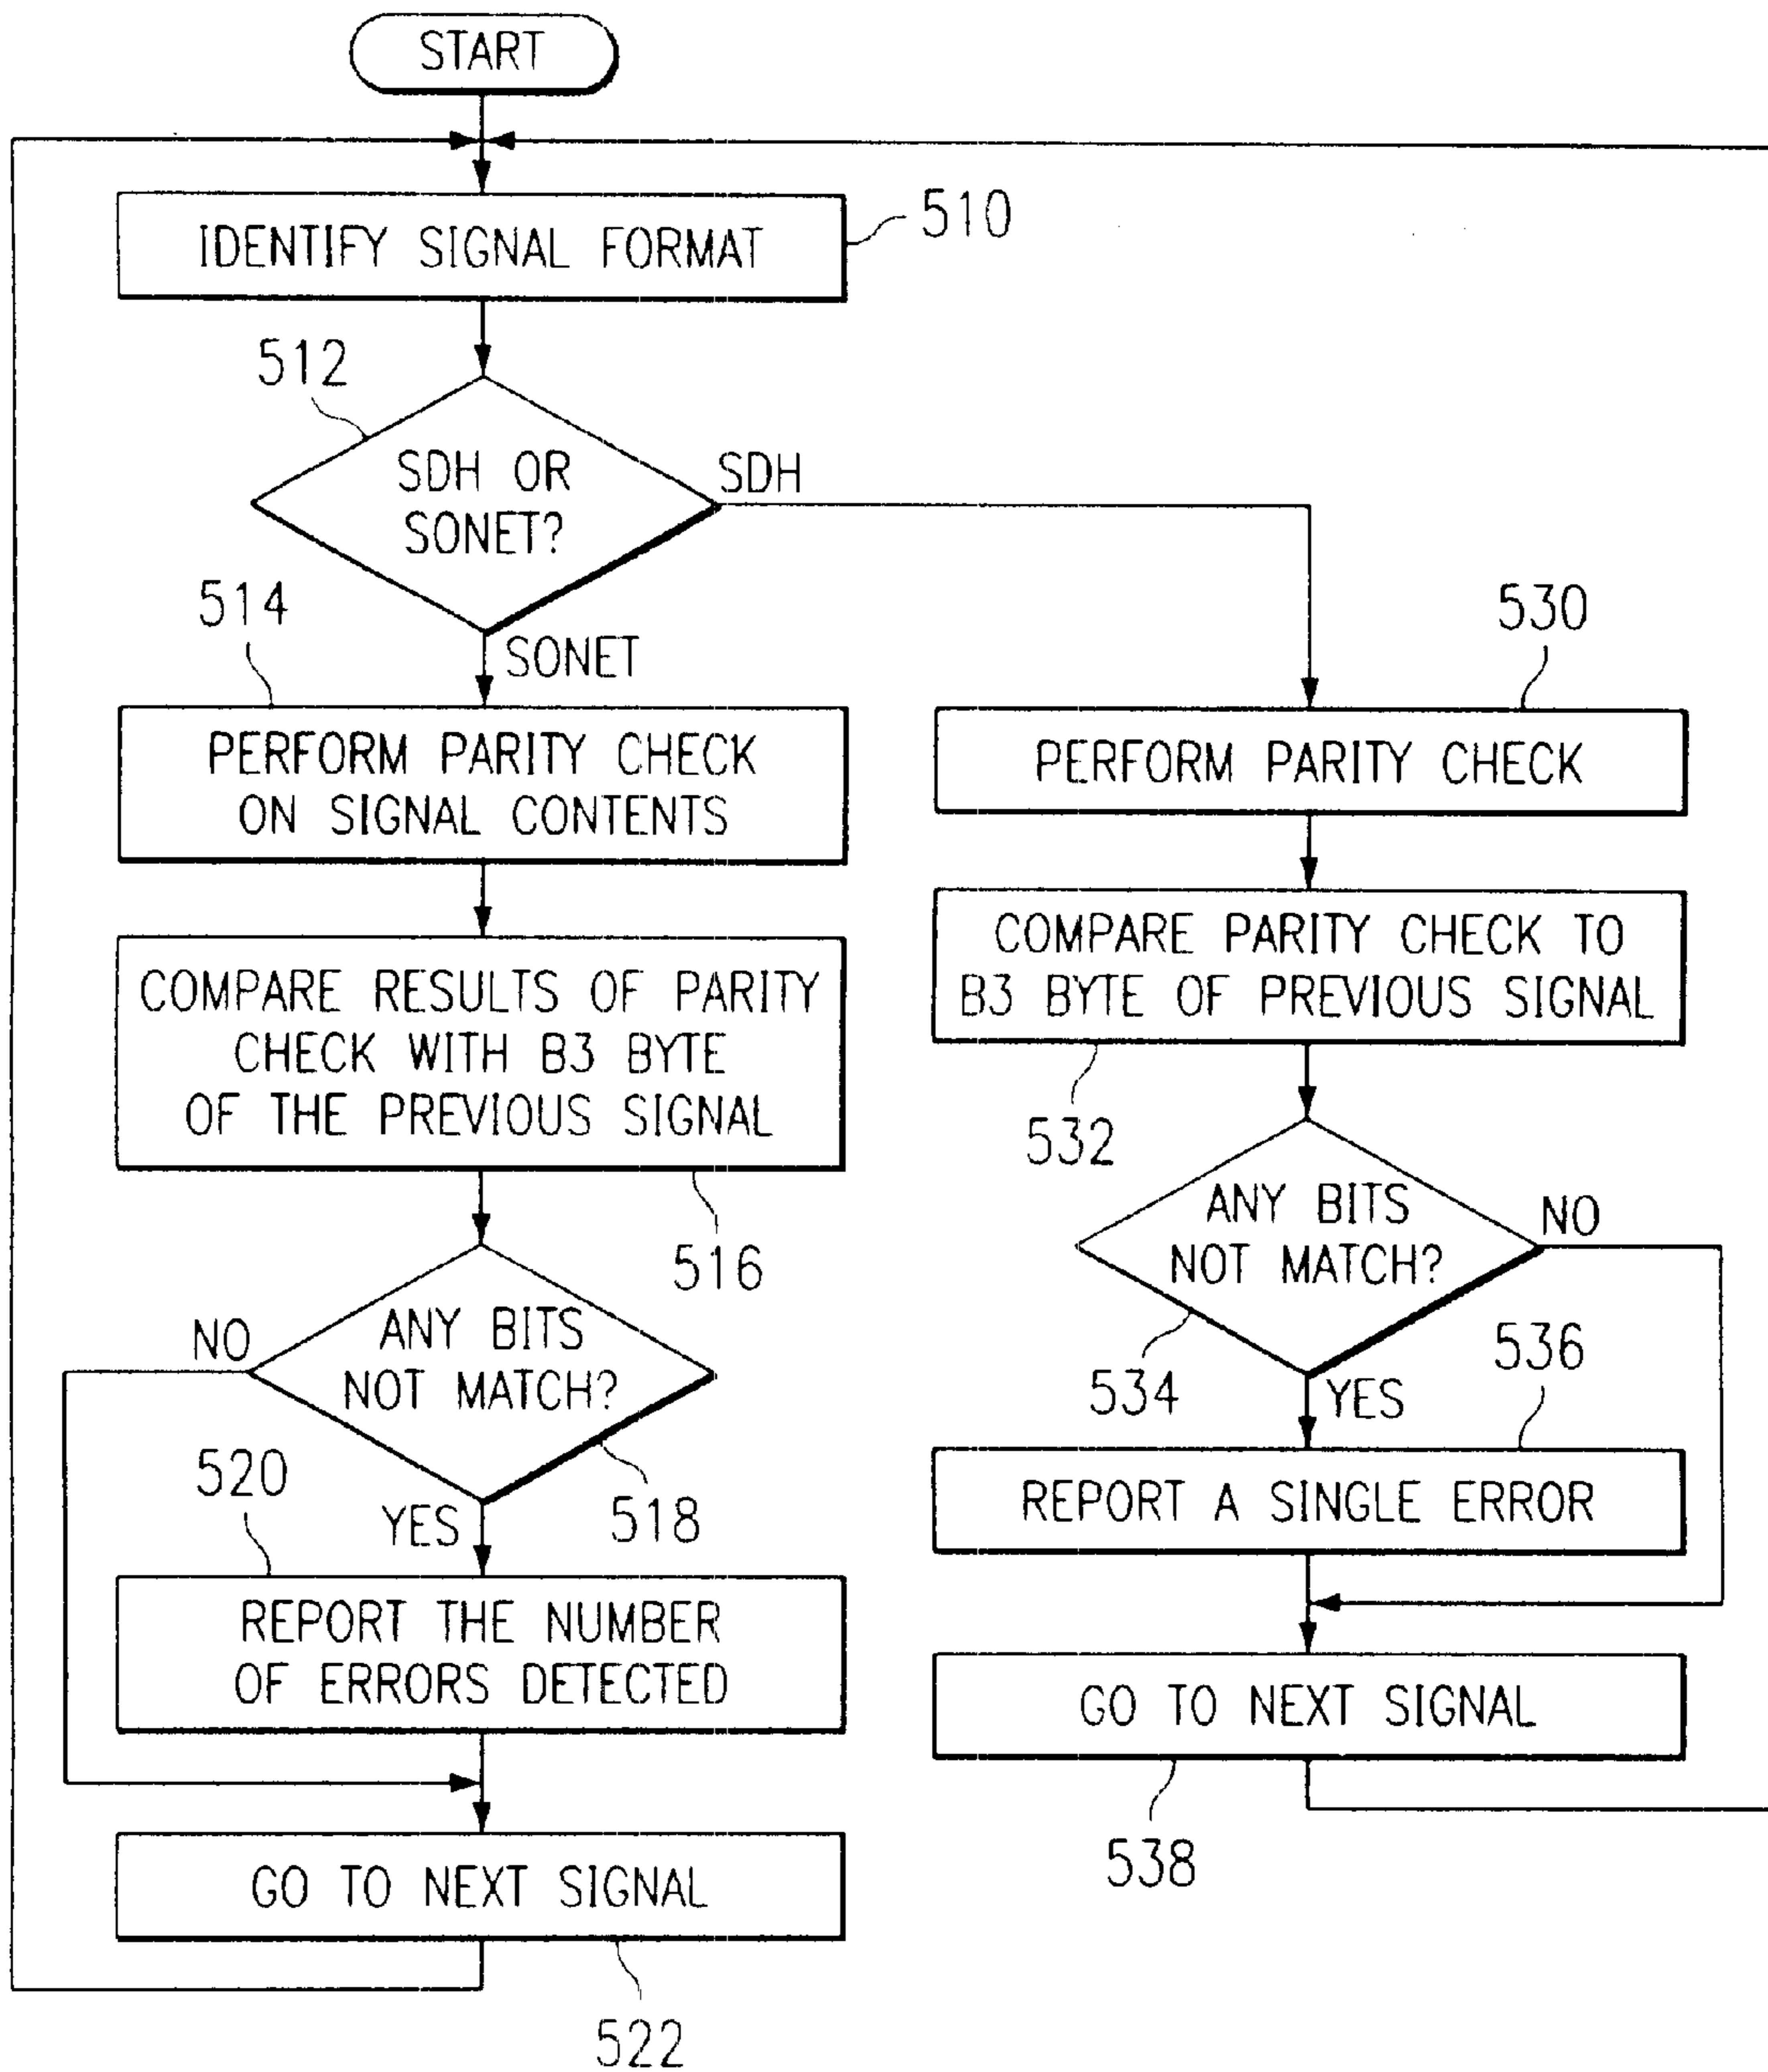 START
IDENTIFY SIGNAL FORMAT
510
512
SDH OR
SONET?
SDH
SONET
514
PERFORM PARITY CHECK
ON SIGNAL CONTENTS
COMPARE RESULTS OF PARITY
CHECK WITH B3 BYTE
OF THE PREVIOUS SIGNAL
516
ANY BITS
NOT MATCH?
NO
YES
518
520
REPORT THE NUMBER
OF ERRORS DETECTED
GO TO NEXT SIGNAL
522
530
PERFORM PARITY CHECK
COMPARE PARITY CHECK TO
B3 BYTE OF PREVIOUS SIGNAL
532
ANY BITS
NOT MATCH?
NO
534
YES
536
REPORT A SINGLE ERROR
GO TO NEXT SIGNAL
538